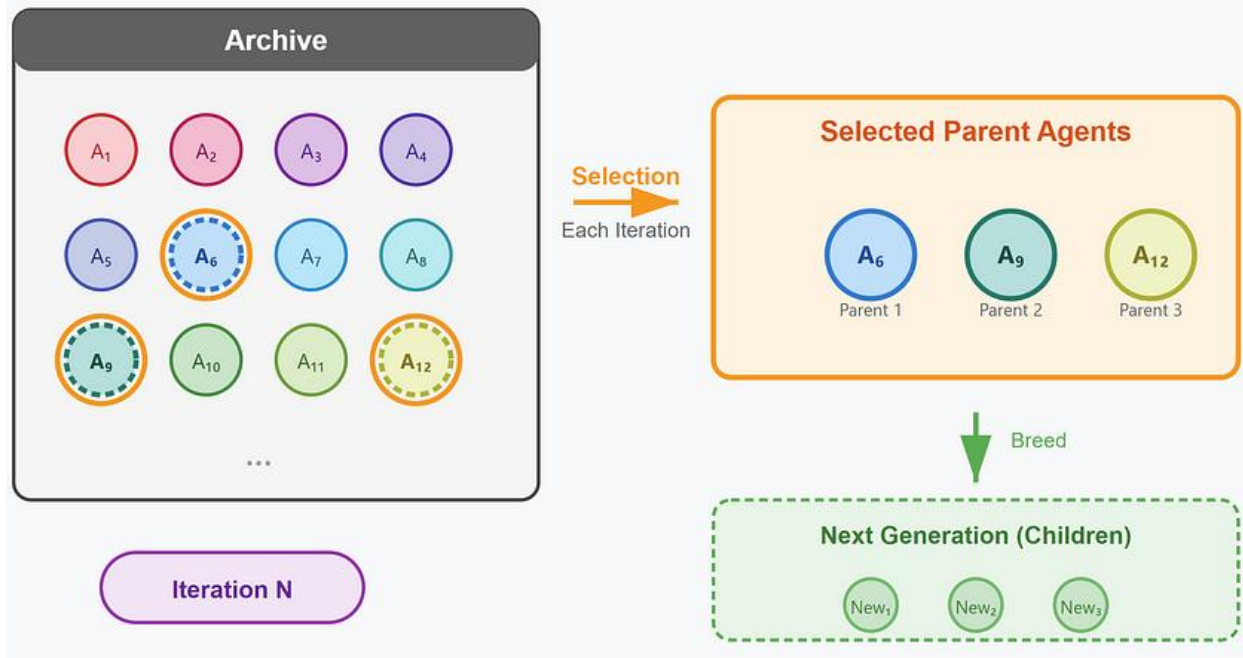 Archive
A₁ A₂ A₃ A₄
A₅ A₆ A₇ A₈
A₉ A₁₀ A₁₁ A₁₂
...
Iteration N
Selection
Each Iteration
Selected Parent Agents
A₆ A₉ A₁₂
Parent 1 Parent 2 Parent 3
Breed
Next Generation (Children)
New₁ New₂ New₃